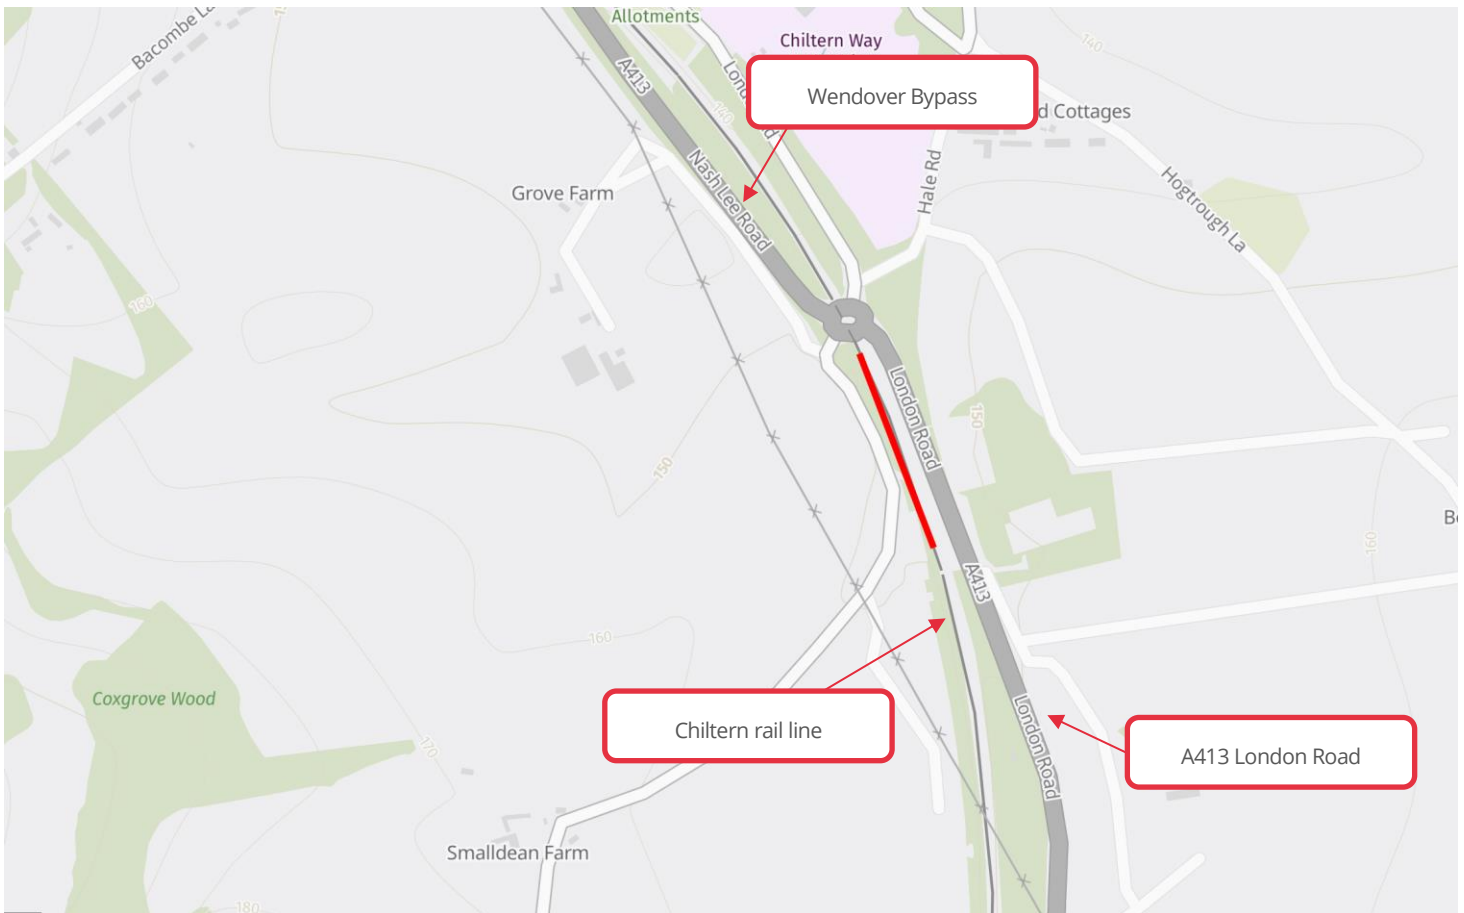 Allotments
Bacombe La
Chiltern Way
140
A413
Wendover Bypass
d Cottages
140
Hale Rd
Nash Lee Road
Grove Farm
Hogtrough La
160
London Road
150
150
160
A413
160
Coxgrove Wood
London Road
Chiltern rail line
170
A413 London Road
Smalldean Farm
180